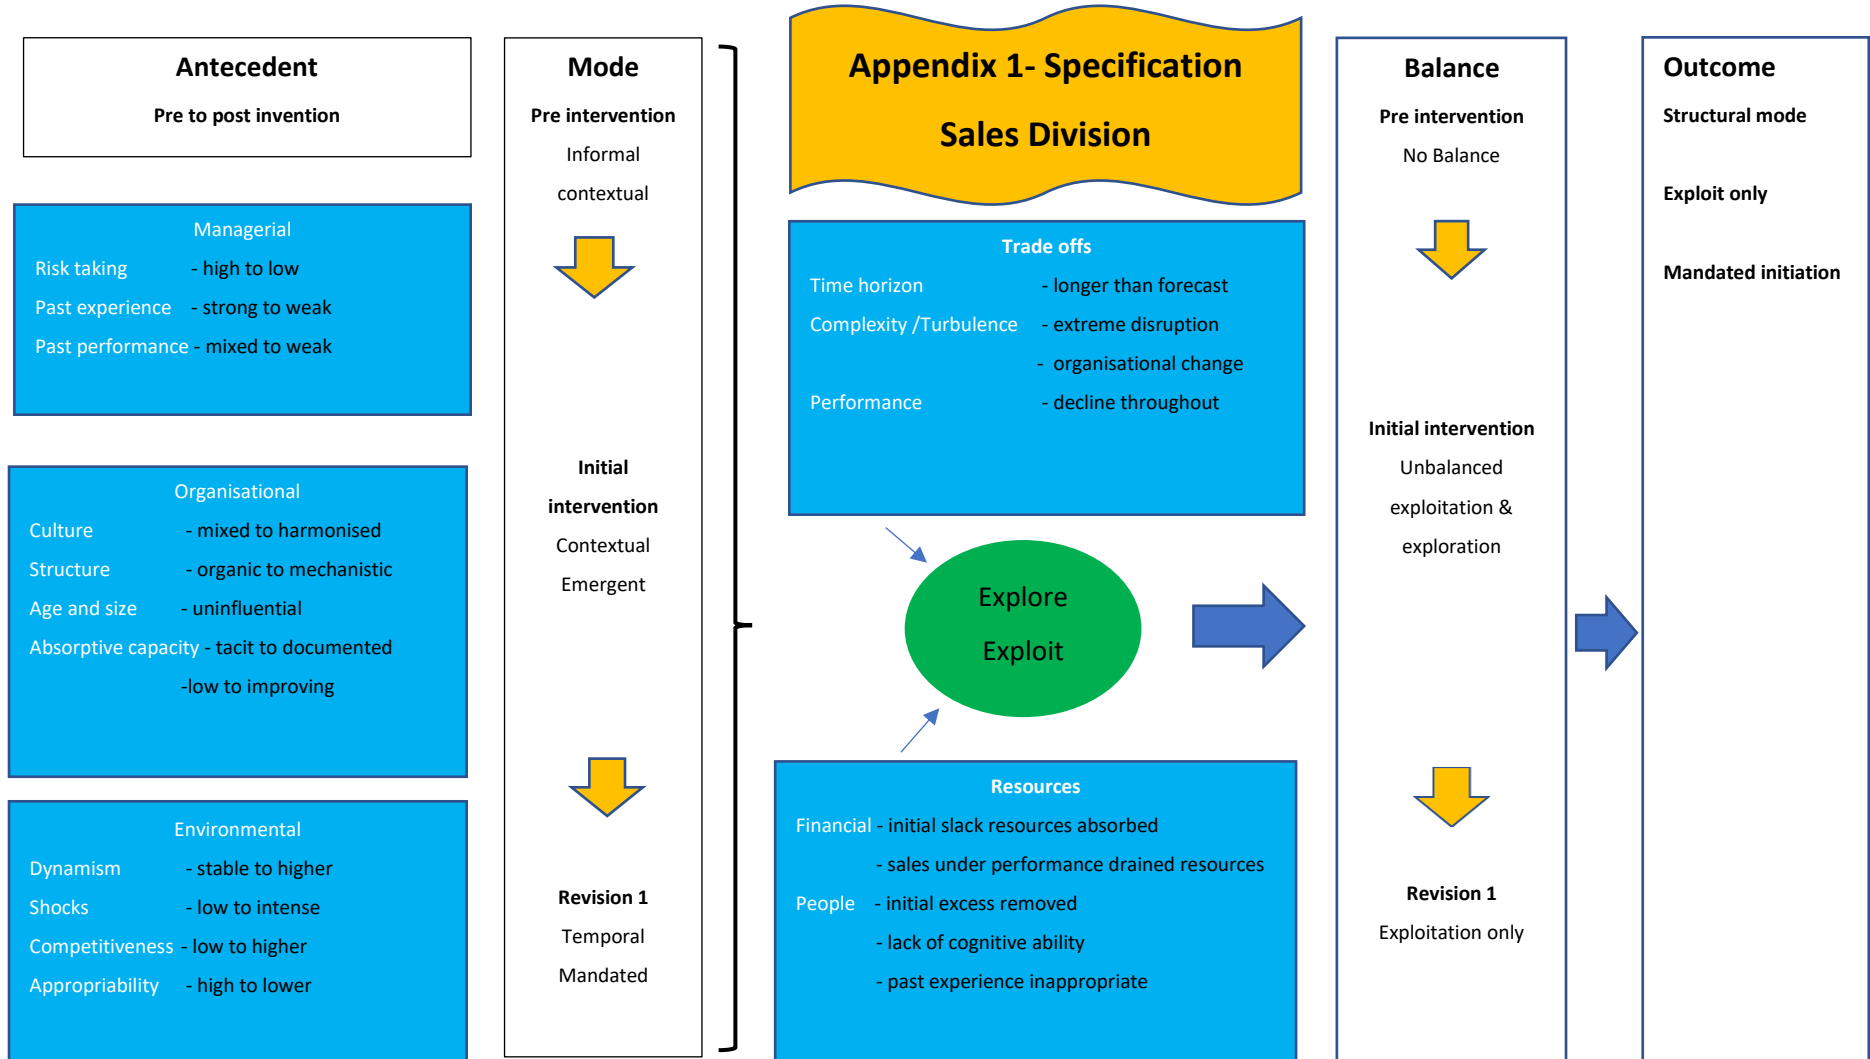 Antecedent
Pre to post invention
Managerial
Risk taking - high to low
Past experience - strong to weak
Past performance - mixed to weak
Organisational
Culture - mixed to harmonised
Structure - organic to mechanistic
Age and size - uninfluential
Absorptive capacity - tacit to documented
-low to improving
Environmental
Dynamism - stable to higher
Shocks - low to intense
Competitiveness - low to higher
Appropriability - high to lower
Mode
Pre intervention
Informal
contextual
Initial
intervention
Contextual
Emergent
Revision 1
Temporal
Mandated
Appendix 1- Specification
Sales Division
Trade offs
Time horizon - longer than forecast
Complexity /Turbulence - extreme disruption
- organisational change
Performance - decline throughout
Explore
Exploit
Resources
Financial - initial slack resources absorbed
- sales under performance drained resources
People - initial excess removed
- lack of cognitive ability
- past experience inappropriate
Balance
Pre intervention
No Balance
Initial intervention
Unbalanced
exploitation &
exploration
Revision 1
Exploitation only
Outcome
Structural mode
Exploit only
Mandated initiation